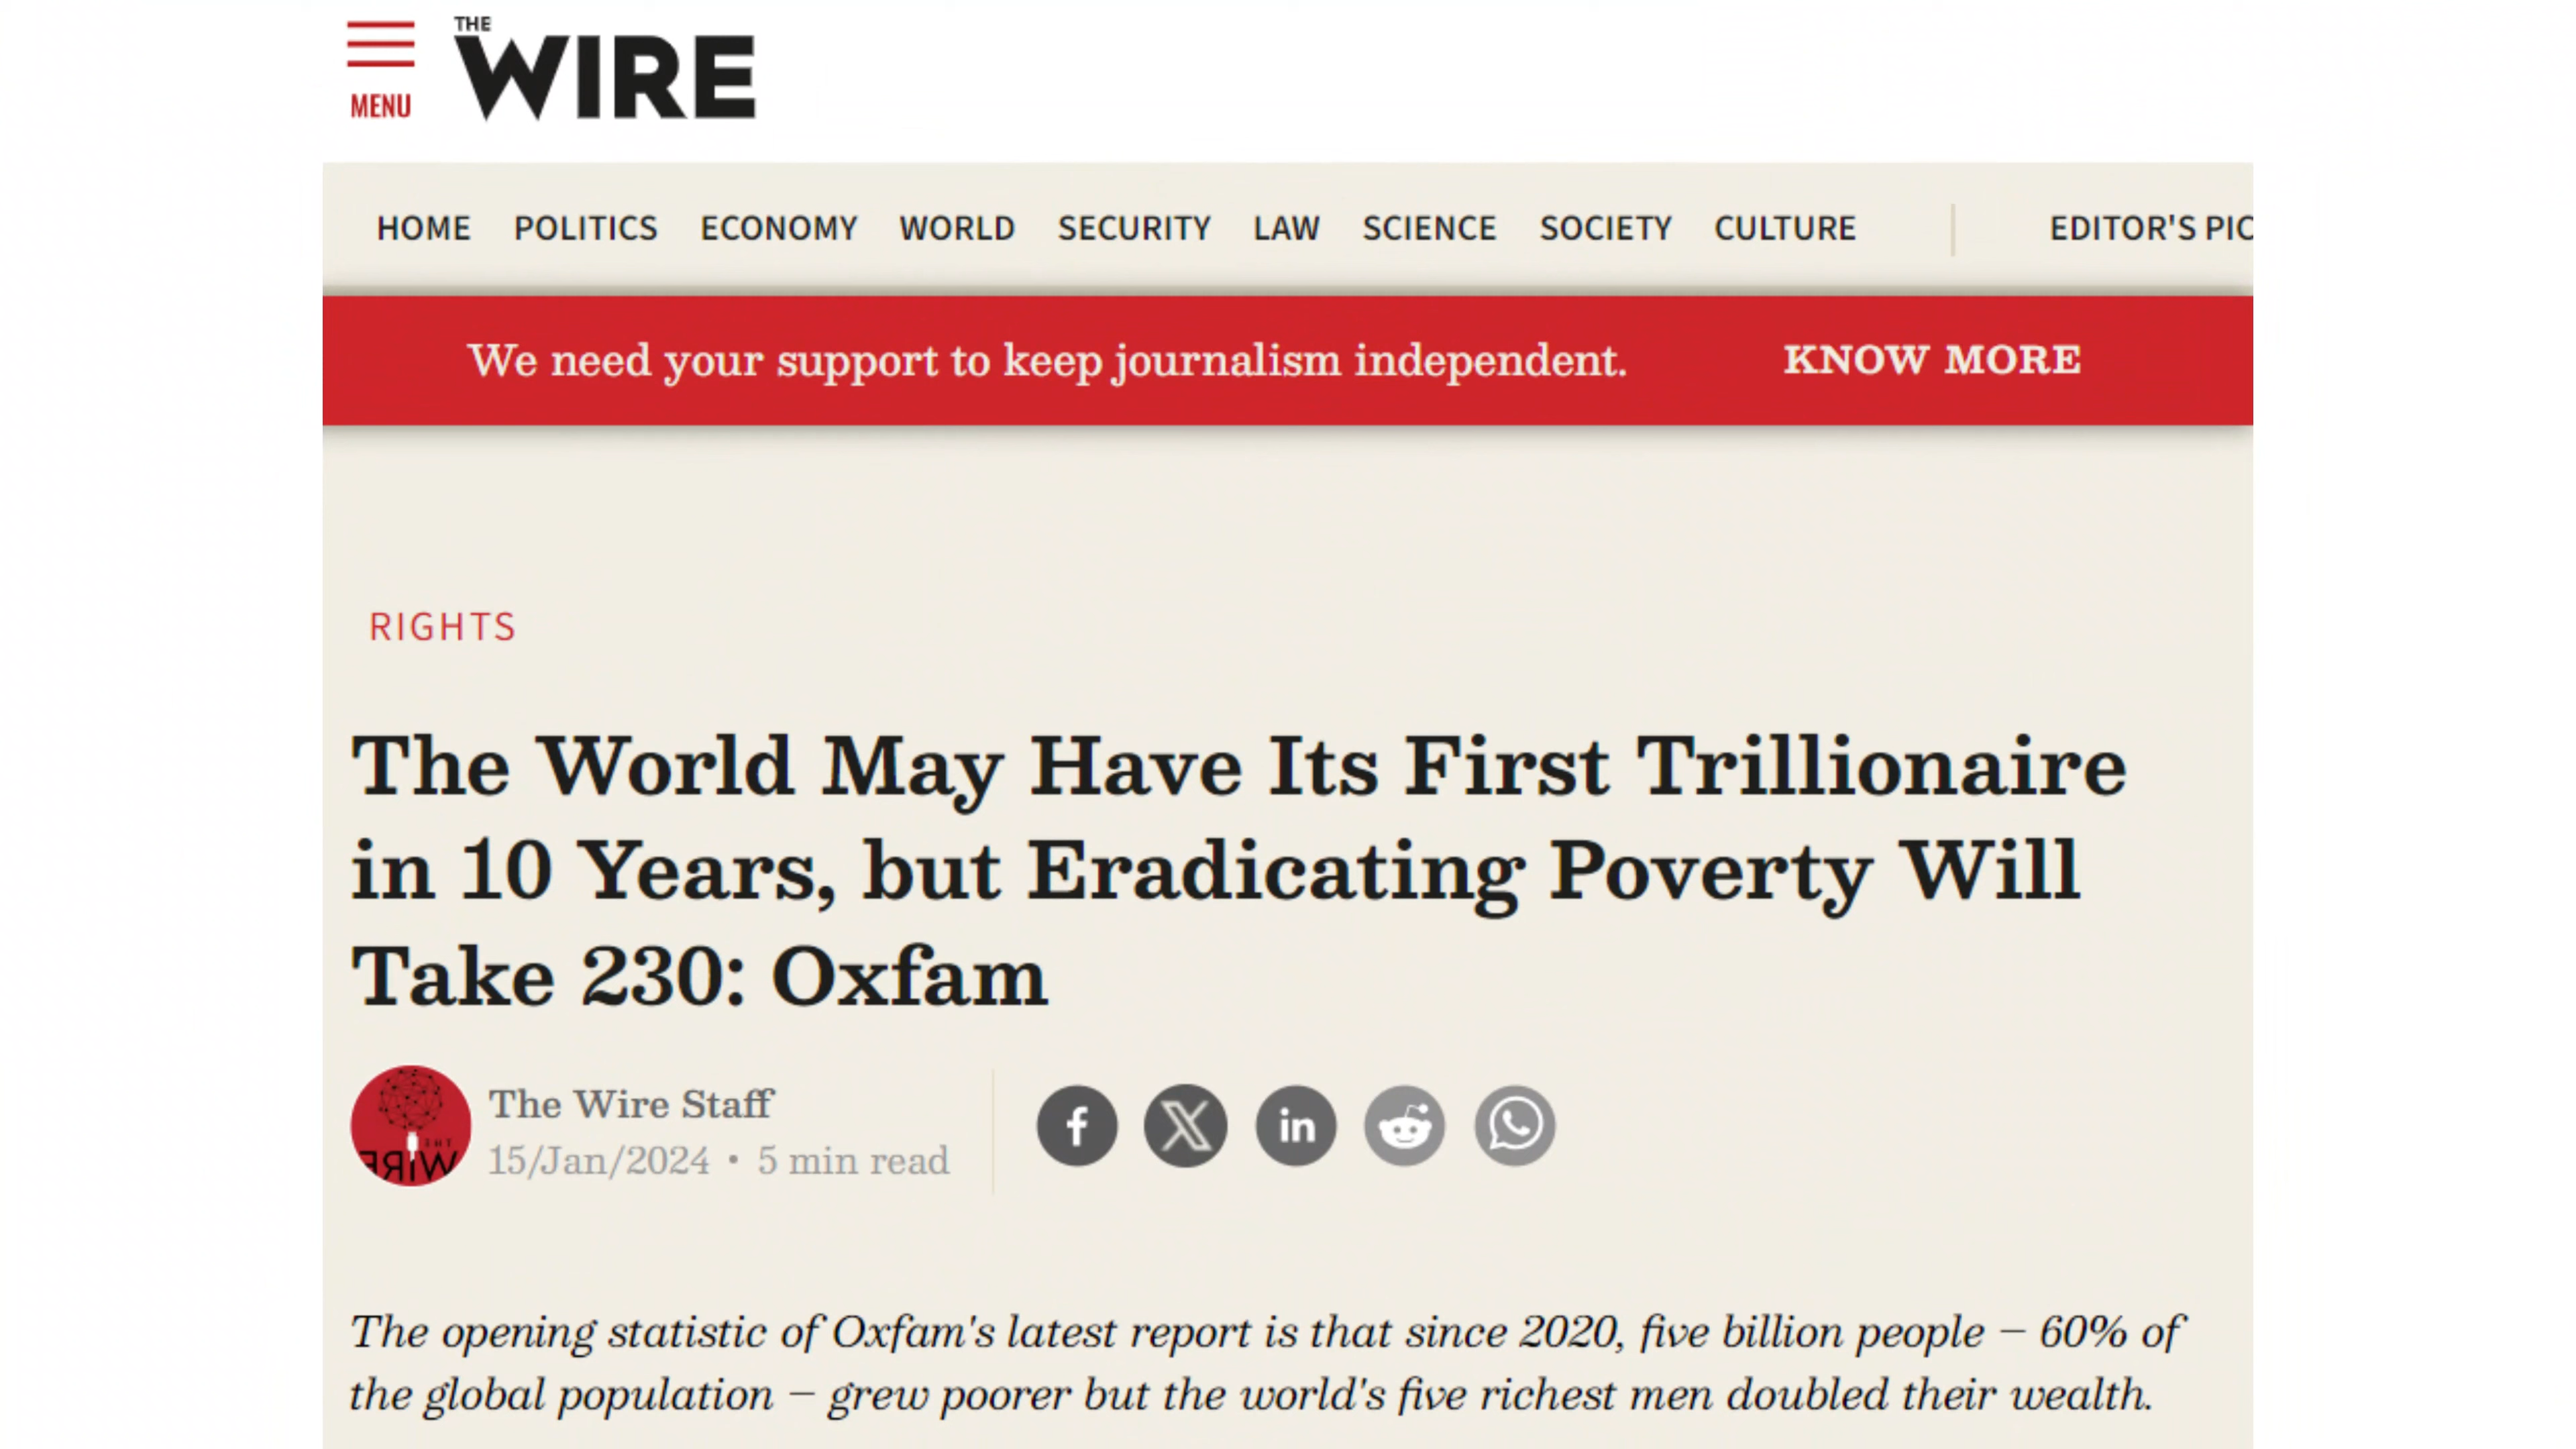 THE
WIRE
MENU
HOME POLITICS ECONOMY WORLD SECURITY LAW SCIENCE SOCIETY CULTURE EDITOR'S PIC
We need your support to keep journalism independent. KNOW MORE
RIGHTS
The World May Have Its First Trillionaire
in 10 Years, but Eradicating Poverty Will
Take 230: Oxfam
THE
WIRE
The Wire Staff
15/Jan/2024 • 5 min read
The opening statistic of Oxfam's latest report is that since 2020, five billion people – 60% of
the global population – grew poorer but the world's five richest men doubled their wealth.